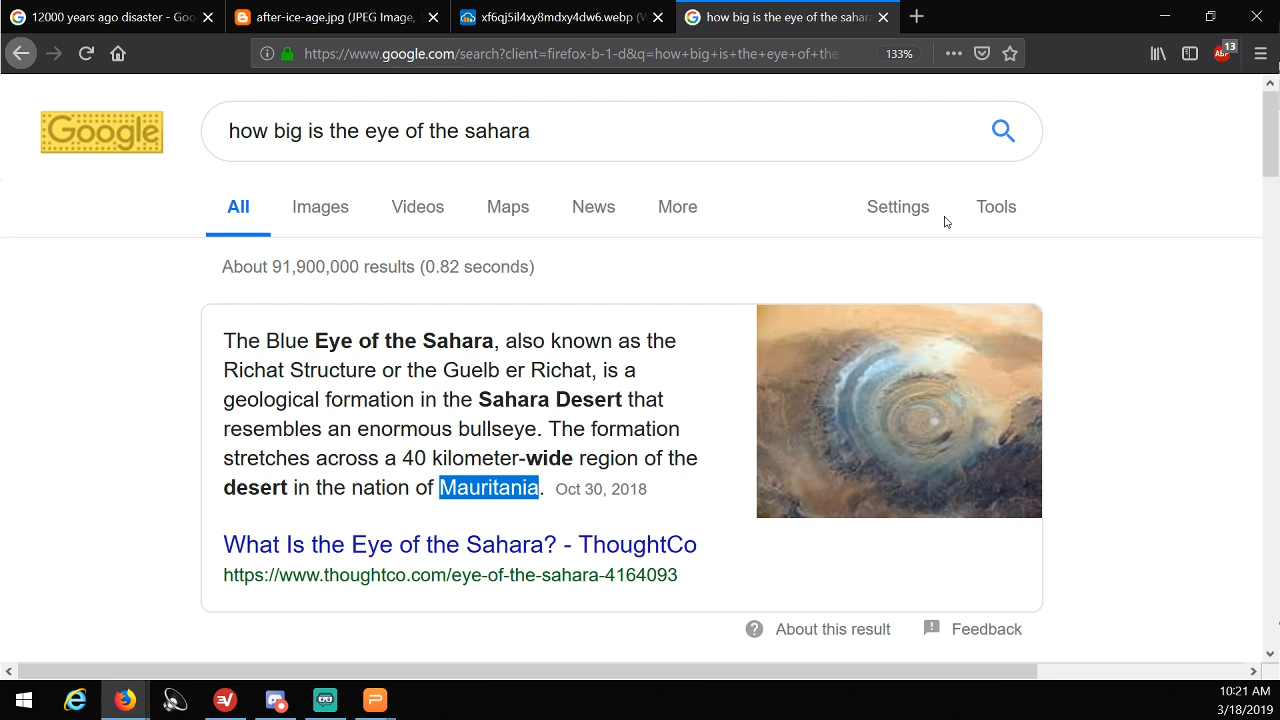 12000 years ago disaster - Goo
after-ice-age.jpg (JPEG Image,
xf6qj5il4xy8mdxy4dw6.webp (W
how big is the eye of the sahara
https://www.google.com/search?client=firefox-b-1-d&q=how+big+is+the+eye+of+the
133%
ABP
13
Google
how big is the eye of the sahara
All Images Videos Maps News More Settings Tools
About 91,900,000 results (0.82 seconds)
The Blue Eye of the Sahara, also known as the
Richat Structure or the Guelb er Richat, is a
geological formation in the Sahara Desert that
resembles an enormous bullseye. The formation
stretches across a 40 kilometer-wide region of the
desert in the nation of Mauritania. Oct 30, 2018
What Is the Eye of the Sahara? - ThoughtCo
https://www.thoughtco.com/eye-of-the-sahara-4164093
About this result Feedback
10:21 AM
3/18/2019